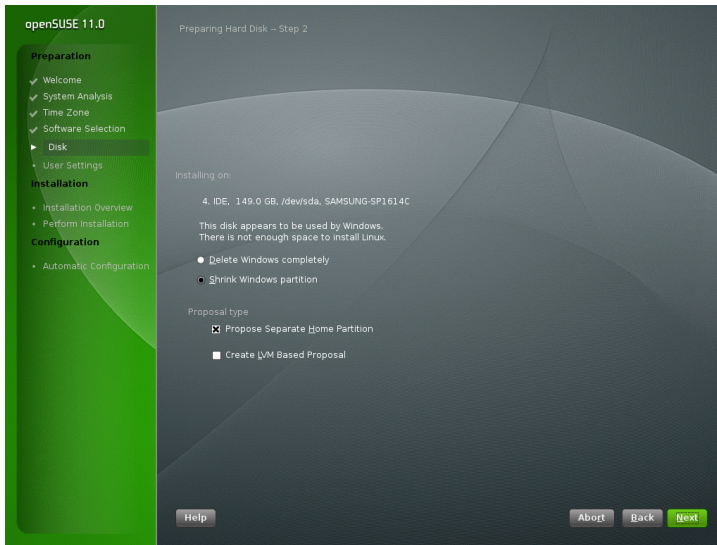 openSUSE 11.0
Preparation
Welcome
System Analysis
Time Zone
Software Selection
Disk
User Settings
Installation
Installation Overview
Perform Installation
Configuration
Automatic Configuration
Preparing Hard Disk – Step 2
Installing on:
4. IDE, 149.0 GB, /dev/sda, SAMSUNG-SP1614C
This disk appears to be used by Windows.
There is not enough space to install Linux.
Delete Windows completely
Shrink Windows partition
Proposal type
Propose Separate Home Partition
Create LVM Based Proposal
Help
Abort
Back
Next